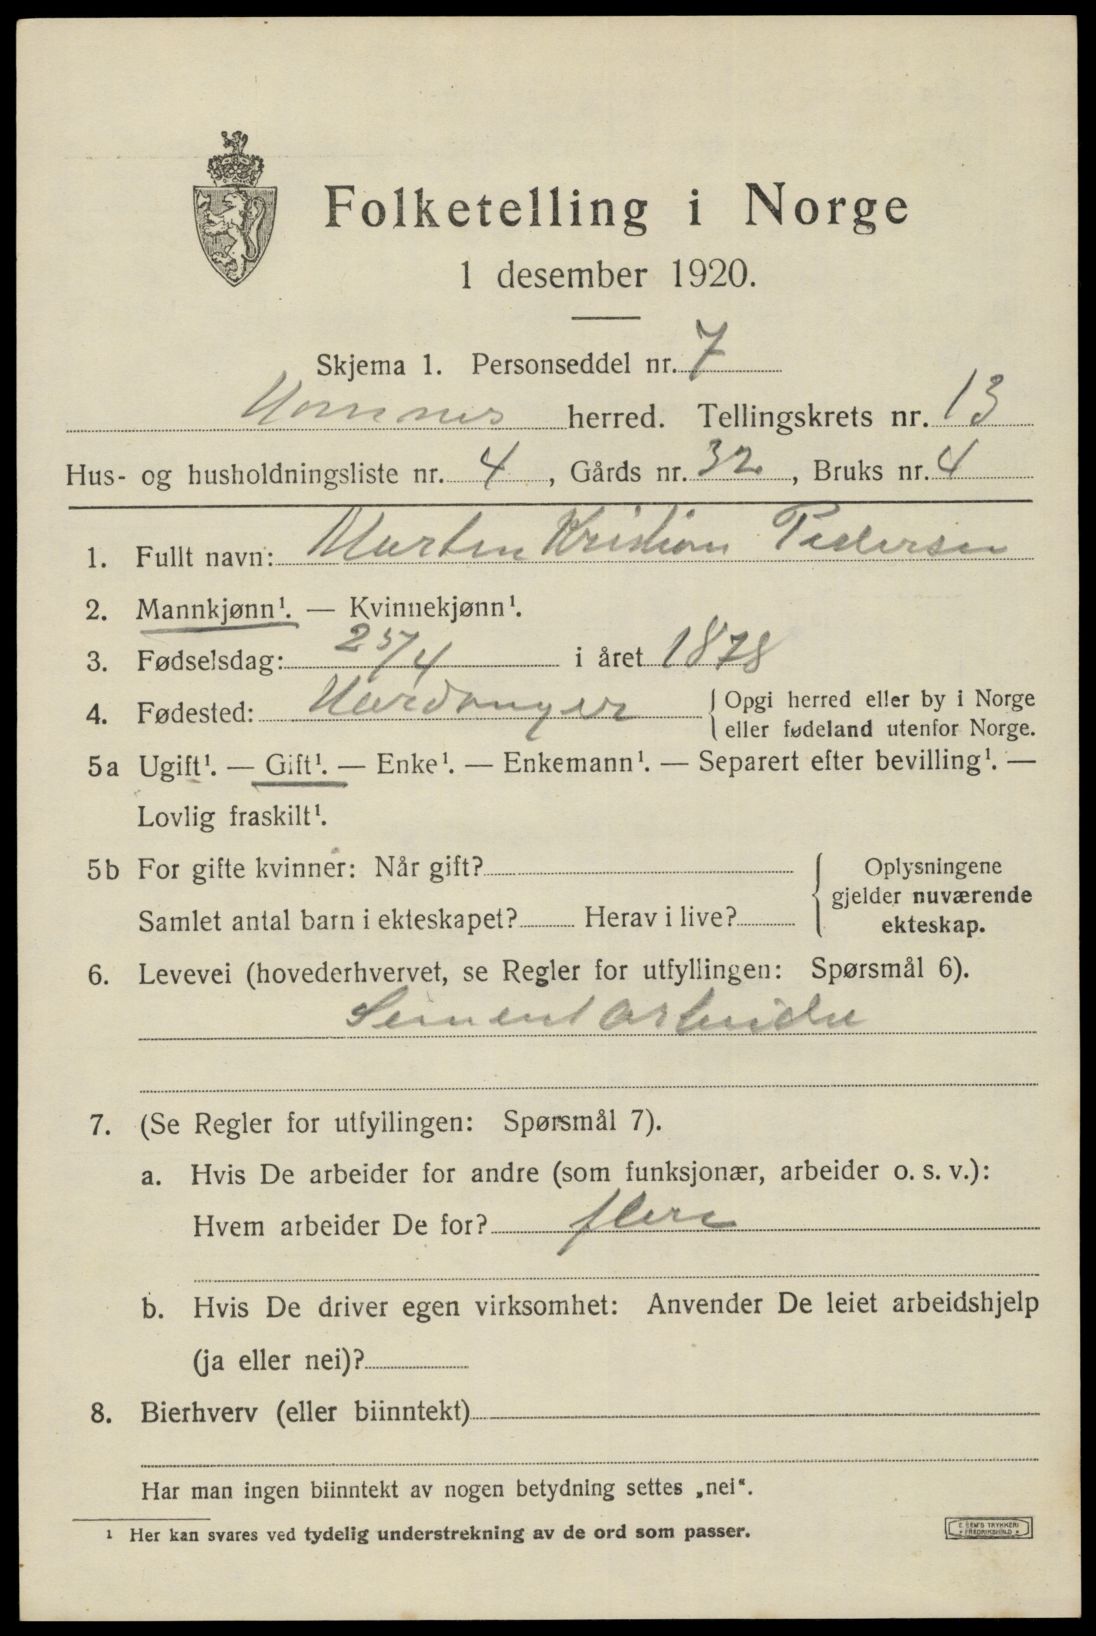 Folketelling i Norge
1 desember 1920.
Skjema 1. Personseddel nr. 7
Hemnes herred. Tellingskrets nr. 13
Hus- og husholdningsliste nr. 4, Gårds nr. 32, Bruks nr. 4
1. Fullt navn: Morten Kristian Pedersen
2. Mannkjønn¹. — Kvinnekjønn¹.
3. Fødselsdag: 25/4 i året 1878
4. Fødested: Hardanger { Opgi herred eller by i Norge
eller fødeland utenfor Norge.
5a Ugift¹. — Gift¹. — Enke¹. — Enkemann¹. — Separert efter bevilling¹. —
Lovlig fraskilt¹.
5b For gifte kvinner: Når gift?
Samlet antal barn i ekteskapet? Herav i live?
{ Oplysningene
gjelder nuværende
ekteskap.
6. Levevei (hovederhvervet, se Regler for utfyllingen: Spørsmål 6).
Sementarbeider
7. (Se Regler for utfyllingen: Spørsmål 7).
a. Hvis De arbeider for andre (som funksjonær, arbeider o. s. v.):
Hvem arbeider De for? flere
b. Hvis De driver egen virksomhet: Anvender De leiet arbeidshjelp
(ja eller nei)?
8. Bierhverv (eller biinntekt)
Har man ingen biinntekt av nogen betydning settes „nei“.
¹ Her kan svares ved tydelig understrekning av de ord som passer.